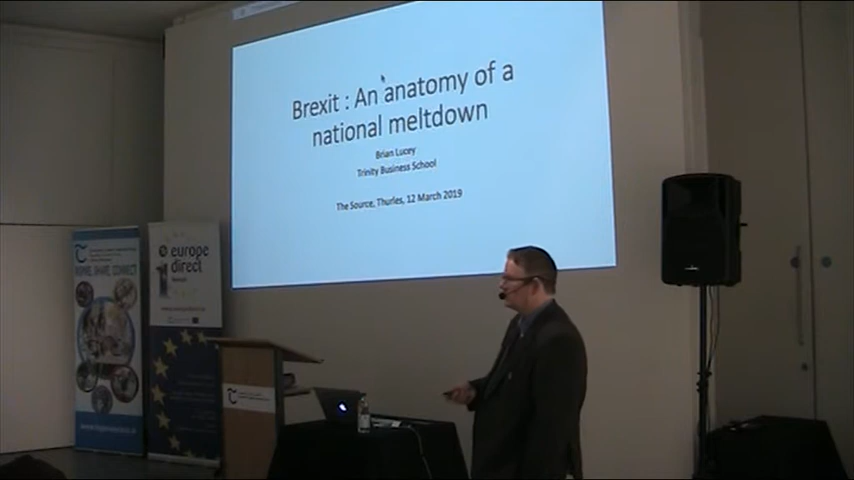 Brexit : An anatomy of a
national meltdown
Brian Lucey
Trinity Business School
The Source, Thurles, 12 March 2019
europe
direct